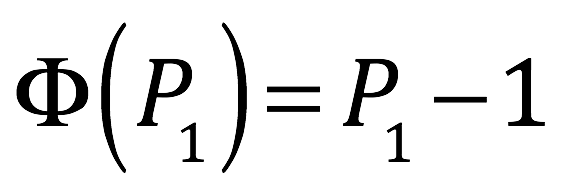 Φ(P₁) = P₁ − 1